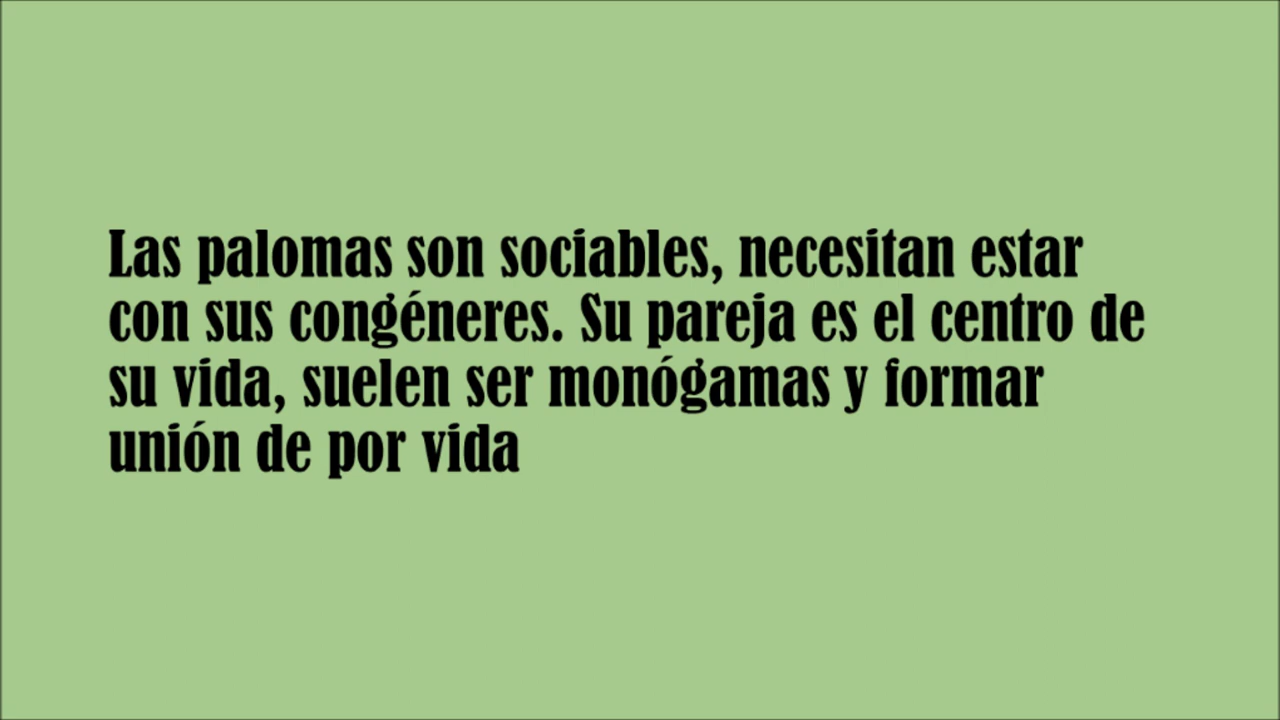 Las palomas son sociables, necesitan estar
con sus congéneres. Su pareja es el centro de
su vida, suelen ser monógamas y formar
unión de por vida